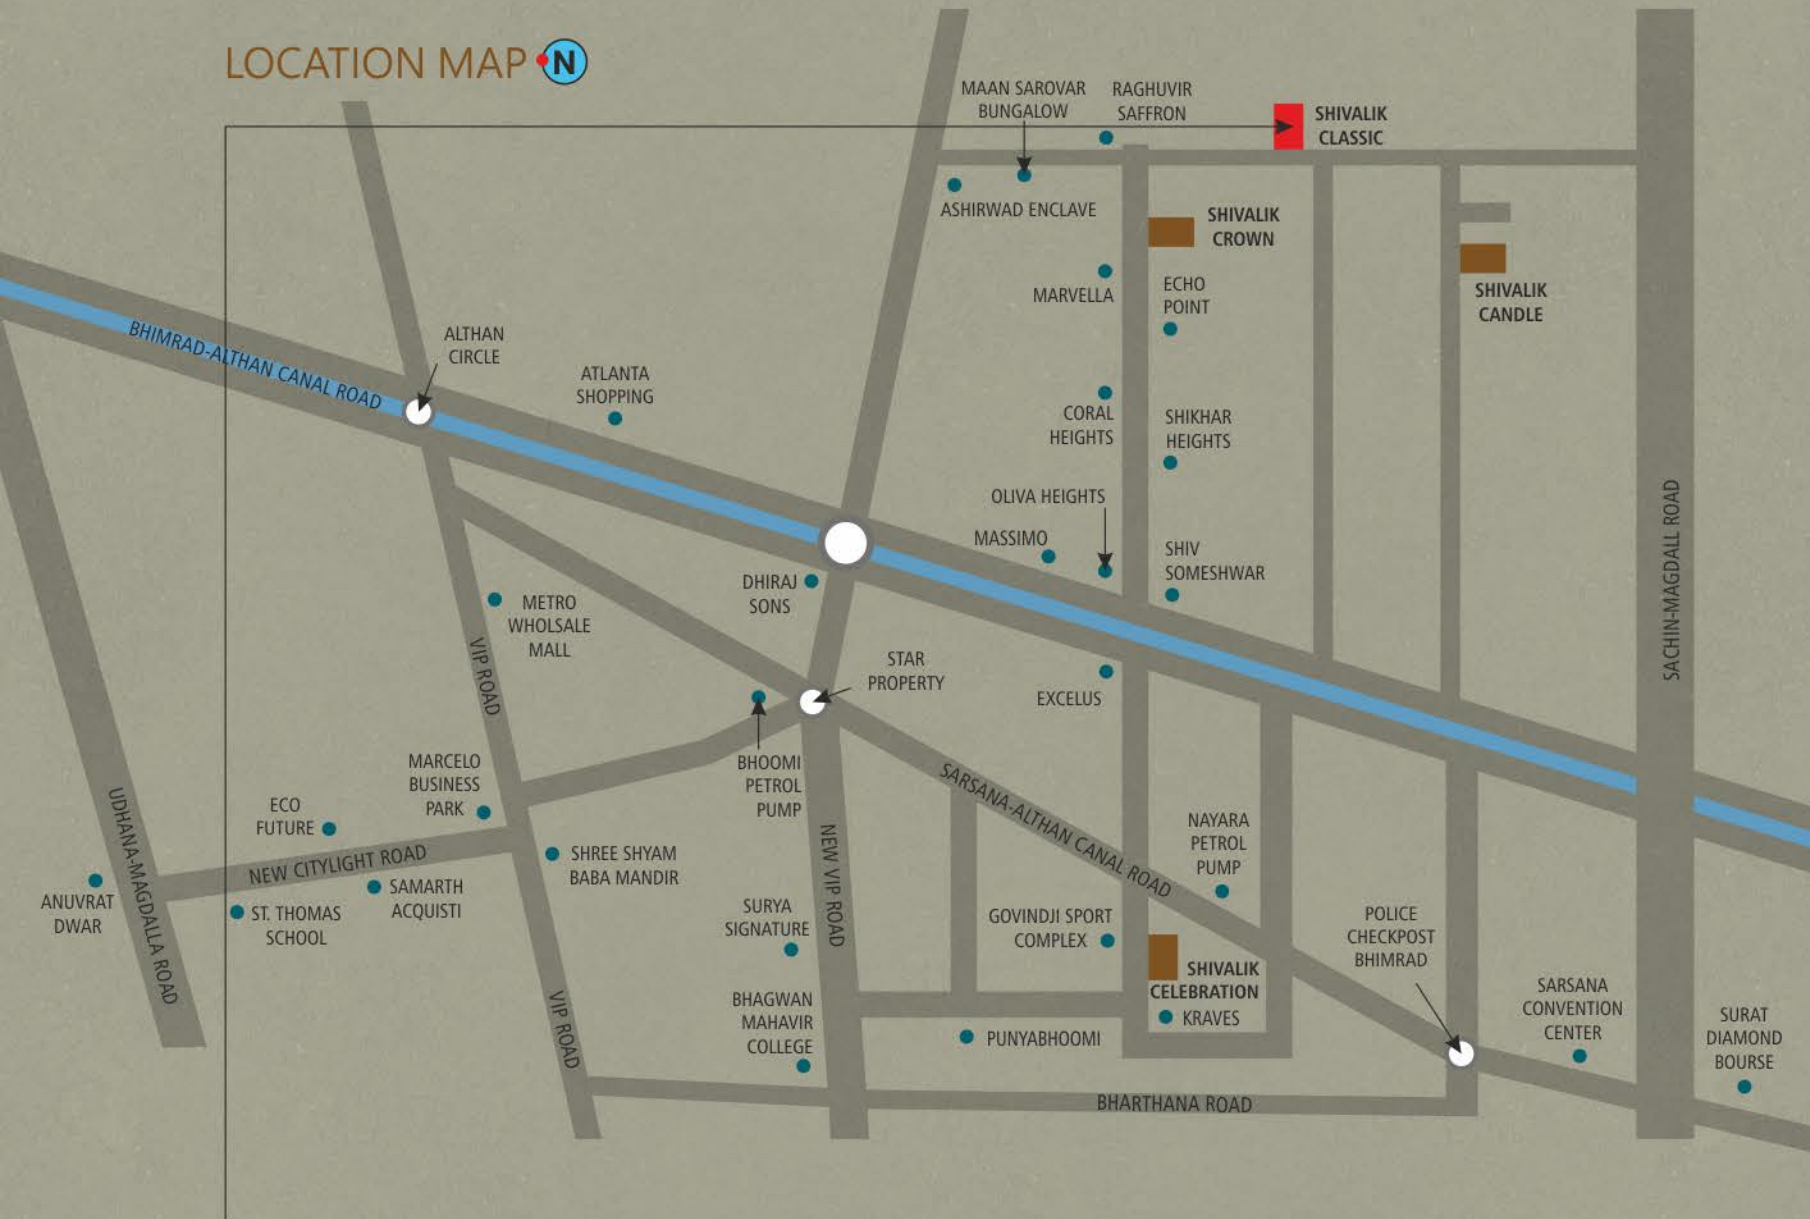 LOCATION MAP N
MAAN SAROVAR
BUNGALOW
RAGHUVIR
SAFFRON
SHIVALIK
CLASSIC
ASHIRWAD ENCLAVE
SHIVALIK
CROWN
MARVELLA
ECHO
POINT
SHIVALIK
CANDLE
BHIMRAD-ALTHAN CANAL ROAD
ALTHAN
CIRCLE
ATLANTA
SHOPPING
CORAL
HEIGHTS
SHIKHAR
HEIGHTS
OLIVA HEIGHTS
MASSIMO
SHIV
SOMESHWAR
SACHIN-MAGDALL ROAD
DHIRAJ
SONS
METRO
WHOLSALE
MALL
VIP ROAD
STAR
PROPERTY
EXCELUS
MARCELO
BUSINESS
PARK
BHOOMI
PETROL
PUMP
SARSANA-ALTHAN CANAL ROAD
ECO
FUTURE
UDHANA-MAGDALLA ROAD
NEW CITYLIGHT ROAD
SHREE SHYAM
BABA MANDIR
NEW VIP ROAD
NAYARA
PETROL
PUMP
ANUVRAT
DWAR
ST. THOMAS
SCHOOL
SAMARTH
ACQUISTI
SURYA
SIGNATURE
GOVINDJI SPORT
COMPLEX
SHIVALIK
CELEBRATION
KRAVES
POLICE
CHECKPOST
BHIMRAD
VIP ROAD
BHAGWAN
MAHAVIR
COLLEGE
PUNYABHOOMI
SARSANA
CONVENTION
CENTER
SURAT
DIAMOND
BOURSE
BHARTHANA ROAD